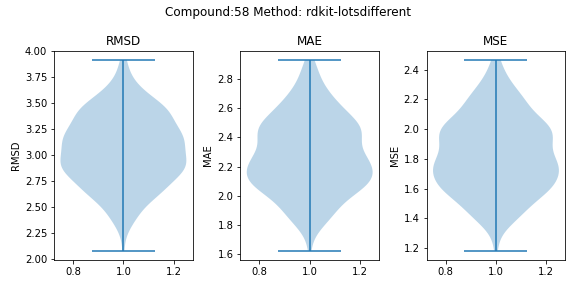 Compound:58 Method: rdkit-lotsdifferent
RMSD
MAE
MSE
RMSD
4.00
3.75
3.50
3.25
3.00
2.75
2.50
2.25
2.00
0.8 1.0 1.2
MAE
2.8
2.6
2.4
2.2
2.0
1.8
1.6
0.8 1.0 1.2
MSE
2.4
2.2
2.0
1.8
1.6
1.4
1.2
0.8 1.0 1.2